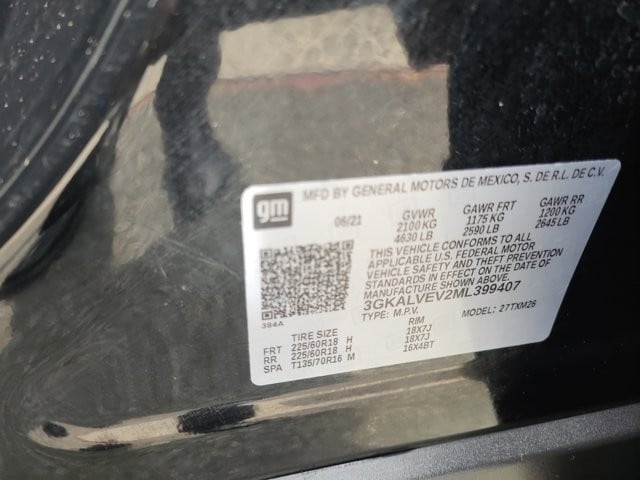 gm
MFD BY GENERAL MOTORS DE MEXICO, S. DE R.L. DE C.V.
06/21 GVWR GAWR FRT GAWR RR
2100 KG 1175 KG 1200 KG
4630 LB 2590 LB 2645 LB
THIS VEHICLE CONFORMS TO ALL
APPLICABLE U.S. FEDERAL MOTOR
VEHICLE SAFETY AND THEFT PREVENTION
STANDARDS IN EFFECT ON THE DATE OF
MANUFACTURE SHOWN ABOVE.
3GKALVEV2ML399407
TYPE: M.P.V. MODEL: 27TXM26
384A
TIRE SIZE RIM
FRT 225/60R18 H 18X7J
RR 225/60R18 H 18X7J
SPA T135/70R16 M 16X4BT